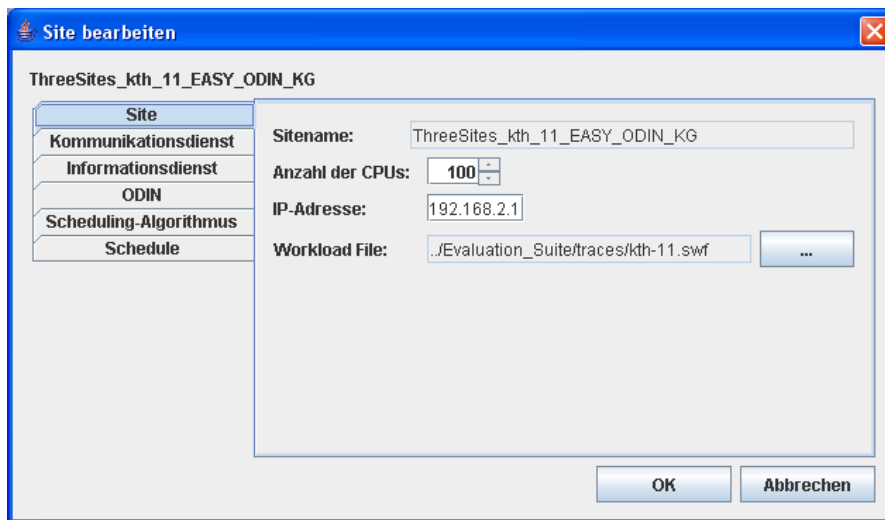 Site bearbeiten
ThreeSites_kth_11_EASY_ODIN_KG
Site
Kommunikationsdienst
Informationsdienst
ODIN
Scheduling-Algorithmus
Schedule
Sitename: ThreeSites_kth_11_EASY_ODIN_KG
Anzahl der CPUs: 100
IP-Adresse: 192.168.2.1
Workload File: ../Evaluation_Suite/traces/kth-11.swf ...
OK Abbrechen